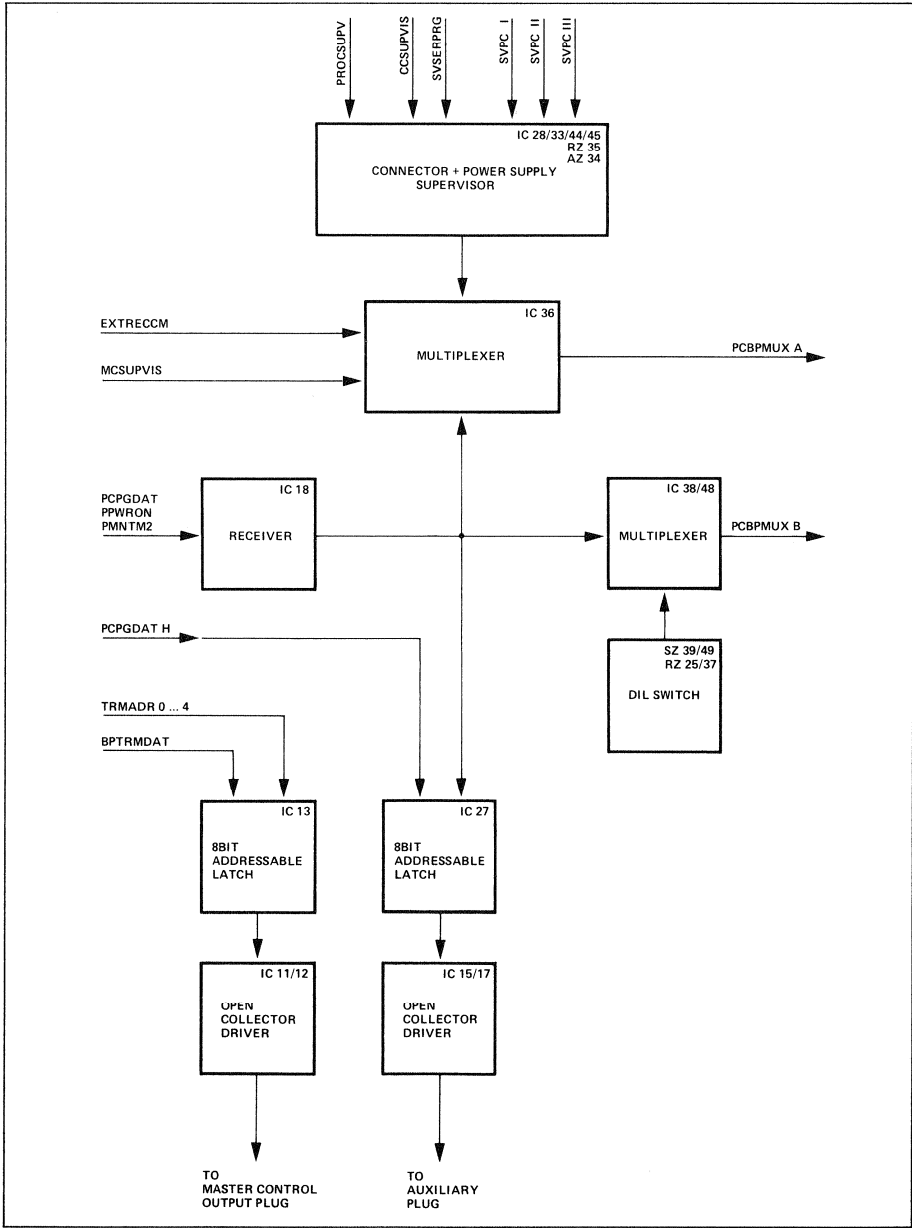 PROCSUPV
CCSUPVIS
SVSERPRG
SVPC I
SVPC II
SVPC III
IC 28/33/44/45
RZ 35
AZ 34
CONNECTOR + POWER SUPPLY
SUPERVISOR
IC 36
EXTRECCM
MULTIPLEXER
PCBPMUX A
MCSUPVIS
IC 18
IC 38/48
PCPGDAT
PPWRON
PMNTM2
RECEIVER
MULTIPLEXER
PCBPMUX B
PCPGDAT H
SZ 39/49
RZ 25/37
DIL SWITCH
TRMADR 0 ... 4
BPTRMDAT
IC 13
8BIT
ADDRESSABLE
LATCH
IC 27
8BIT
ADDRESSABLE
LATCH
IC 11/12
OPEN
COLLECTOR
DRIVER
IC 15/17
OPEN
COLLECTOR
DRIVER
TO
MASTER CONTROL
OUTPUT PLUG
TO
AUXILIARY
PLUG